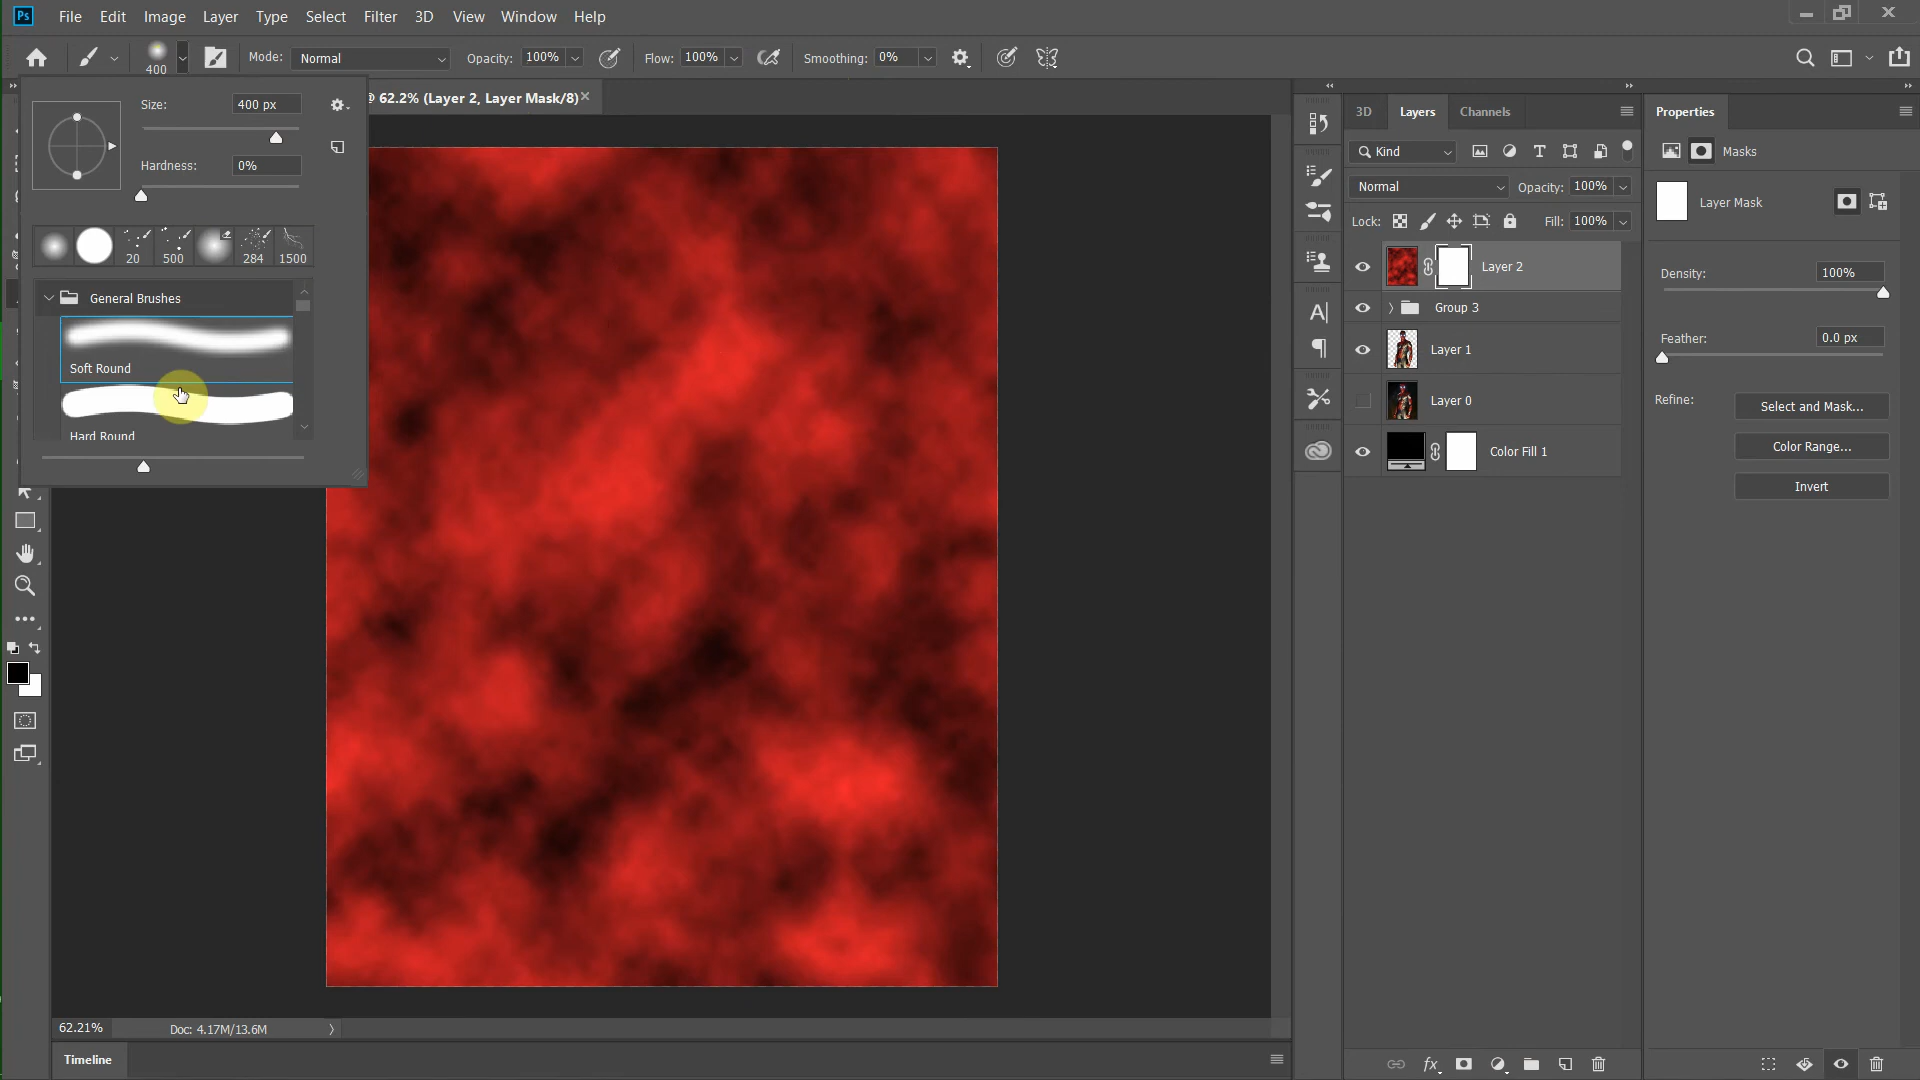 Ps File Edit Image Layer Type Select Filter 3D View Window Help
400 Mode: Normal Opacity: 100% Flow: 100% Smoothing: 0%
@ 62.2% (Layer 2, Layer Mask/8)
Size: 400 px
Hardness: 0%
20 500 284 1500
General Brushes
Soft Round
Hard Round
3D Layers Channels
Kind
Normal Opacity: 100%
Lock: Fill: 100%
Layer 2
Group 3
Layer 1
Layer 0
Color Fill 1
Properties
Masks
Layer Mask
Density: 100%
Feather: 0.0 px
Refine: Select and Mask...
Color Range...
Invert
62.21% Doc: 4.17M/13.6M
Timeline
fx